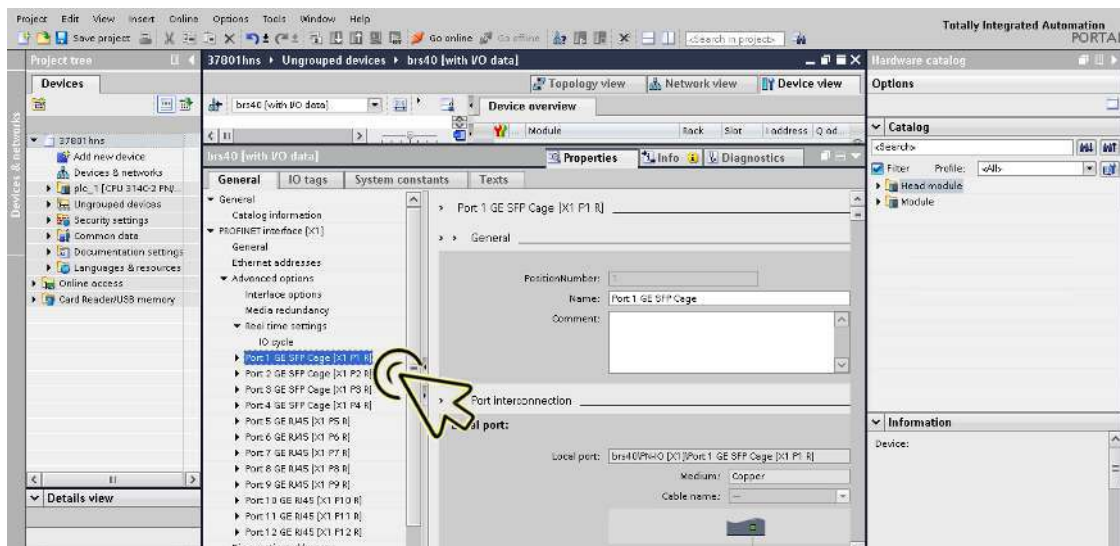 Project Edit View Insert Online Options Tools Window Help
Totally Integrated Automation
PORTAL
Save project
Go online
Go offline
<Search in project>
Project tree
37801hns
Ungrouped devices
brs40 [with I/O data]
Hardware catalog
Devices
Topology view
Network view
Device view
Options
brs40 [with I/O data]
Device overview
Module
Rack
Slot
I address
Q ad...
Catalog
<Search>
Filter
Profile:
<All>
Head module
Module
Devices & networks
37801hns
Add new device
Devices & networks
plc_1 [CPU 314C-2 PN/...
Ungrouped devices
Security settings
Common data
Documentation settings
Languages & resources
Online access
Card Reader/USB memory
Details view
brs40 [with I/O data]
Properties
Info
Diagnostics
General
IO tags
System constants
Texts
General
Catalog information
PROFINET interface [X1]
General
Ethernet addresses
Advanced options
Interface options
Media redundancy
Real time settings
IO cycle
Port 1 GE SFP Cage [X1 P1 R]
Port 2 GE SFP Cage [X1 P2 R]
Port 3 GE SFP Cage [X1 P3 R]
Port 4 GE SFP Cage [X1 P4 R]
Port 5 GE RJ45 [X1 P5 R]
Port 6 GE RJ45 [X1 P6 R]
Port 7 GE RJ45 [X1 P7 R]
Port 8 GE RJ45 [X1 P8 R]
Port 9 GE RJ45 [X1 P9 R]
Port 10 GE RJ45 [X1 P10 R]
Port 11 GE RJ45 [X1 P11 R]
Port 12 GE RJ45 [X1 P12 R]
Port 1 GE SFP Cage [X1 P1 R]
General
PositionNumber: 1
Name: Port 1 GE SFP Cage
Comment:
Port interconnection
port:
Local port: brs40\PN-IO [X1]\Port 1 GE SFP Cage [X1 P1 R]
Medium: Copper
Cable name: ---
Information
Device: